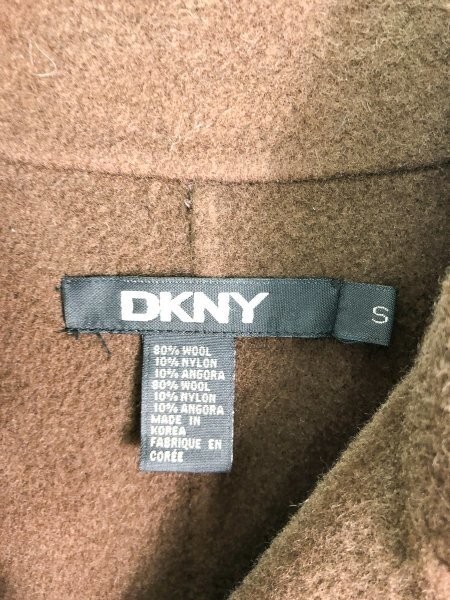 DKNY
S
80% WOOL
10% NYLON
10% ANGORA
80% WOOL
10% NYLON
10% ANGORA
MADE IN
KOREA
FABRIQUE EN
CORÉE